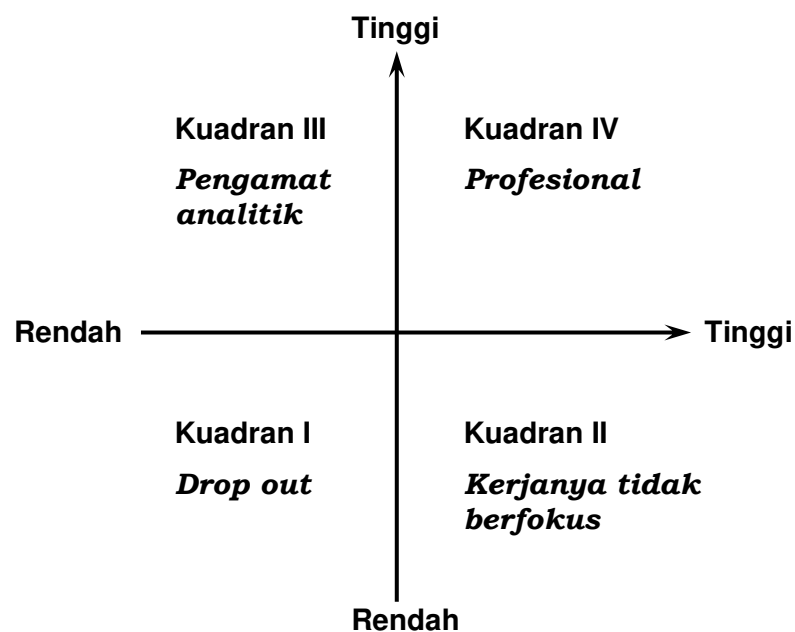 Tinggi
Kuadran III
Pengamat
analitik
Kuadran IV
Profesional
Rendah
Tinggi
Kuadran I
Drop out
Kuadran II
Kerjanya tidak
berfokus
Rendah